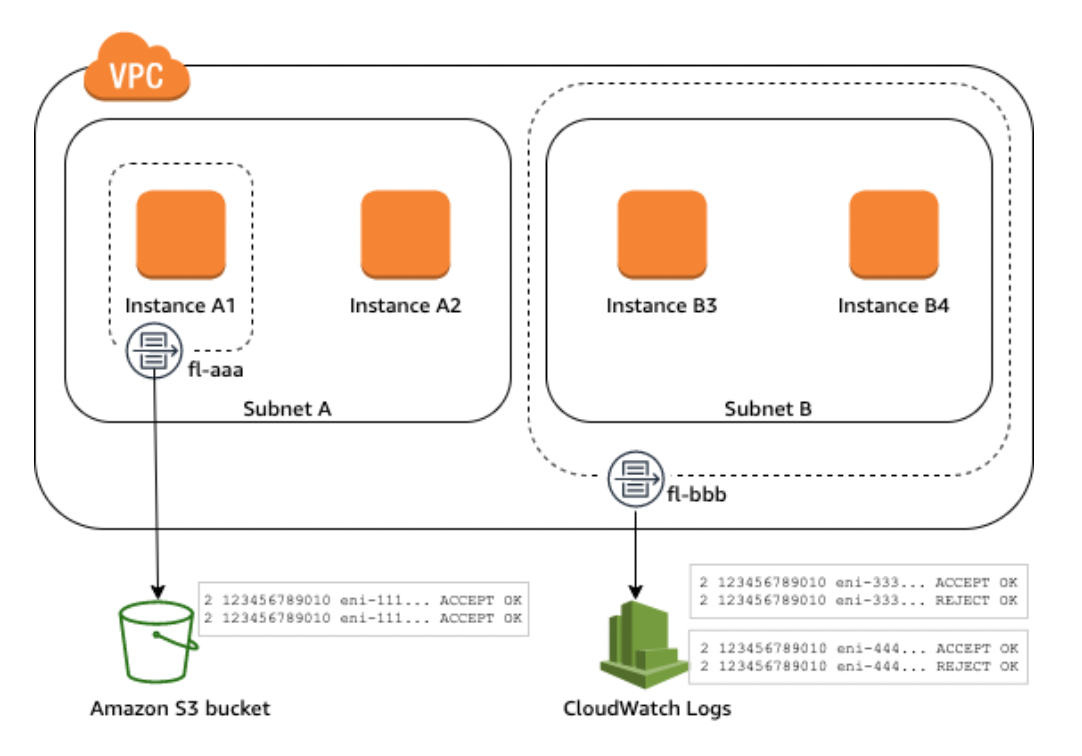 VPC
Instance A1
Instance A2
fl-aaa
Subnet A
Instance B3
Instance B4
Subnet B
fl-bbb
2 123456789010 eni-111... ACCEPT OK
2 123456789010 eni-111... ACCEPT OK
Amazon S3 bucket
2 123456789010 eni-333... ACCEPT OK
2 123456789010 eni-333... REJECT OK
2 123456789010 eni-444... ACCEPT OK
2 123456789010 eni-444... REJECT OK
CloudWatch Logs